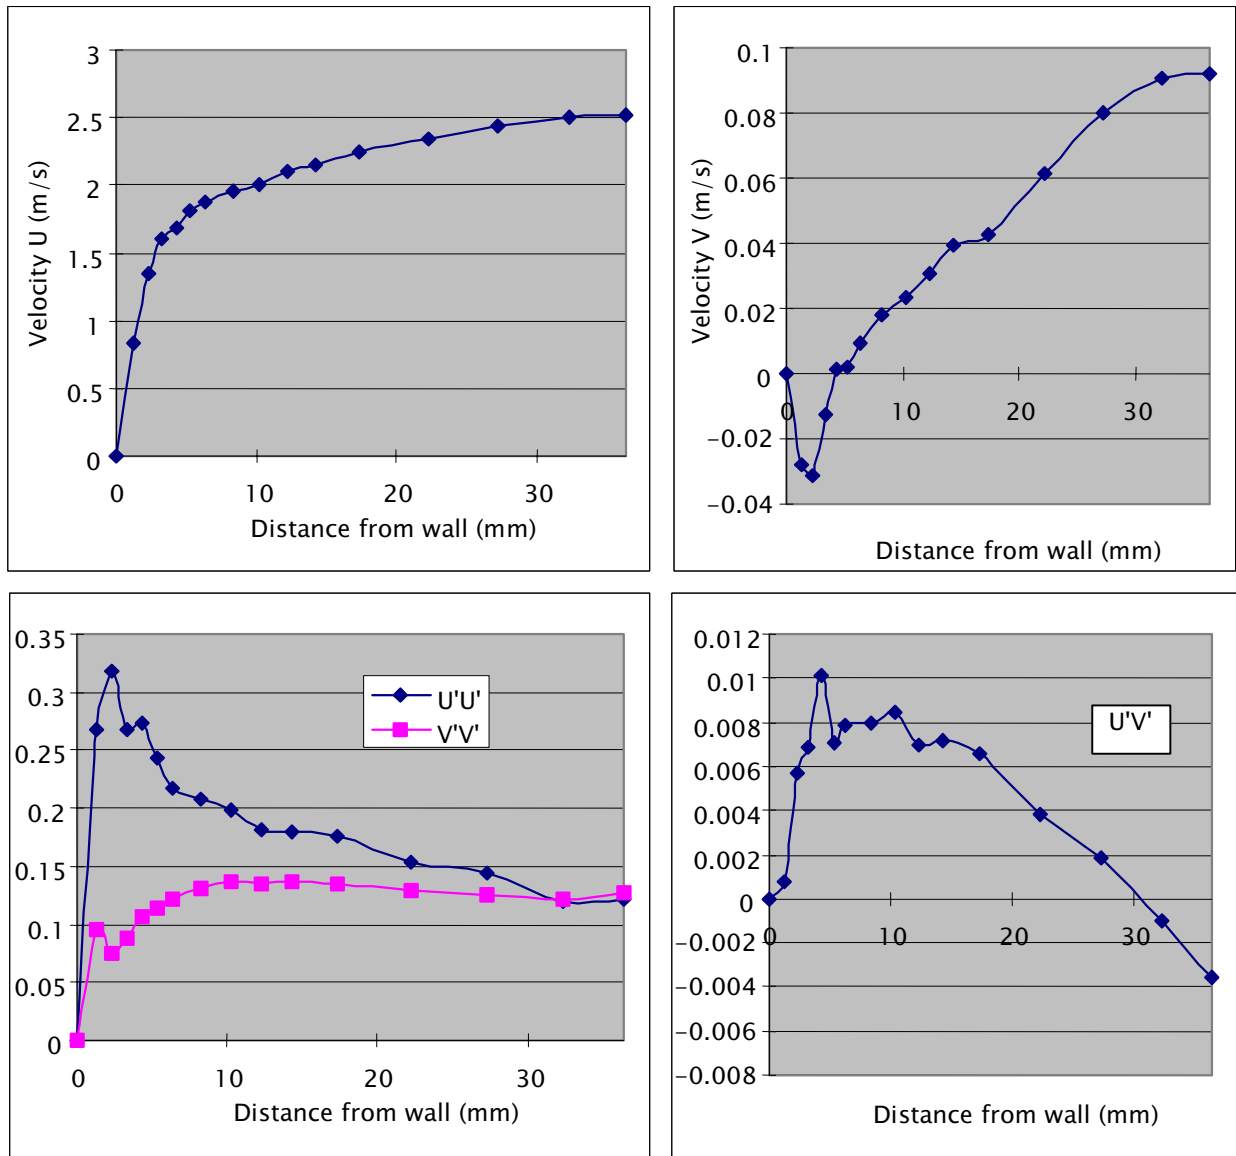 3
2.5
2
1.5
1
0.5
0
Velocity U (m/s)
0 10 20 30
Distance from wall (mm)
0.1
0.08
0.06
0.04
0.02
0
−0.02
−0.04
Velocity V (m/s)
0 10 20 30
Distance from wall (mm)
0.35
0.3
0.25
0.2
0.15
0.1
0.05
0
U'U'
V'V'
0 10 20 30
Distance from wall (mm)
0.012
0.01
0.008
0.006
0.004
0.002
0
−0.002
−0.004
−0.006
−0.008
U'V'
0 10 20 30
Distance from wall (mm)